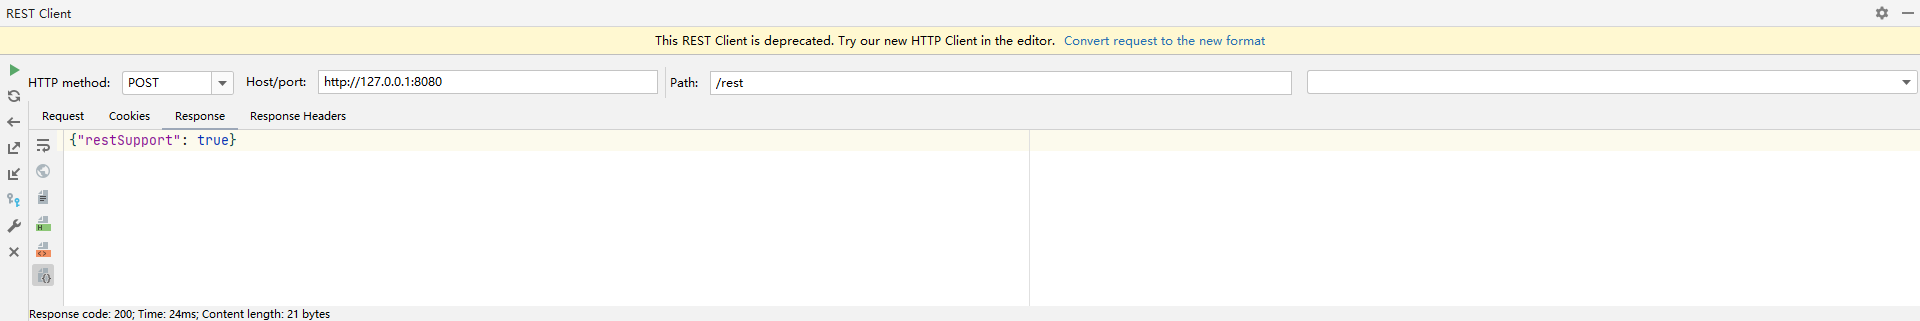 REST Client
This REST Client is deprecated. Try our new HTTP Client in the editor. Convert request to the new format
HTTP method: POST Host/port: http://127.0.0.1:8080 Path: /rest
Request Cookies Response Response Headers
{"restSupport": true}
Response code: 200; Time: 24ms; Content length: 21 bytes